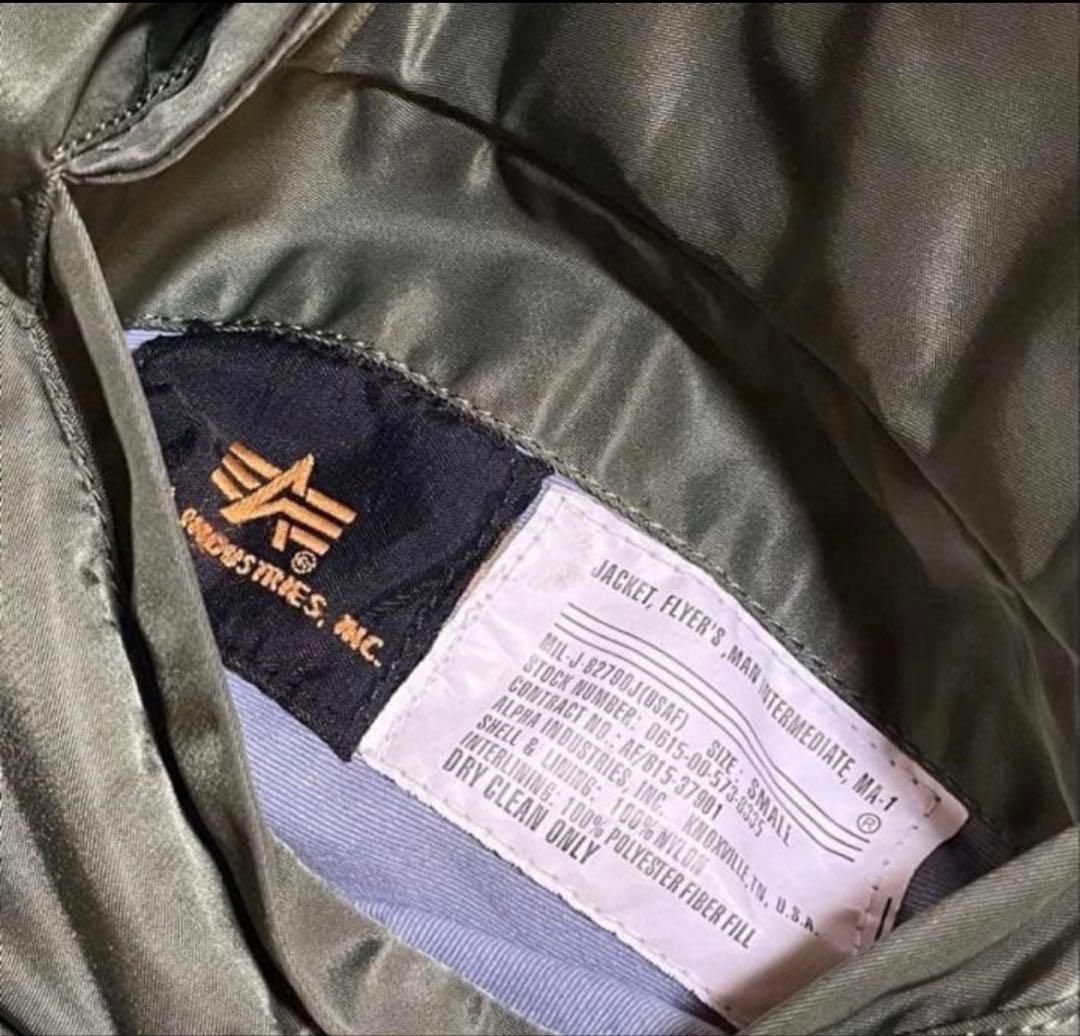 INDUSTRIES, INC.
JACKET, FLYER'S, MAN INTERMEDIATE, MA-1
®
MIL-J-82780J(USAF) SIZE: SMALL
STOCK NUMBER: 0615-00-573-8335
CONTRACT NO.: AF/815-37901
ALPHA INDUSTRIES, INC. KNOXVILLE, TN, U.S.A.
SHELL & LINING: 100% NYLON
INTERLINING: 100% POLYESTER FIBER FILL
DRY CLEAN ONLY